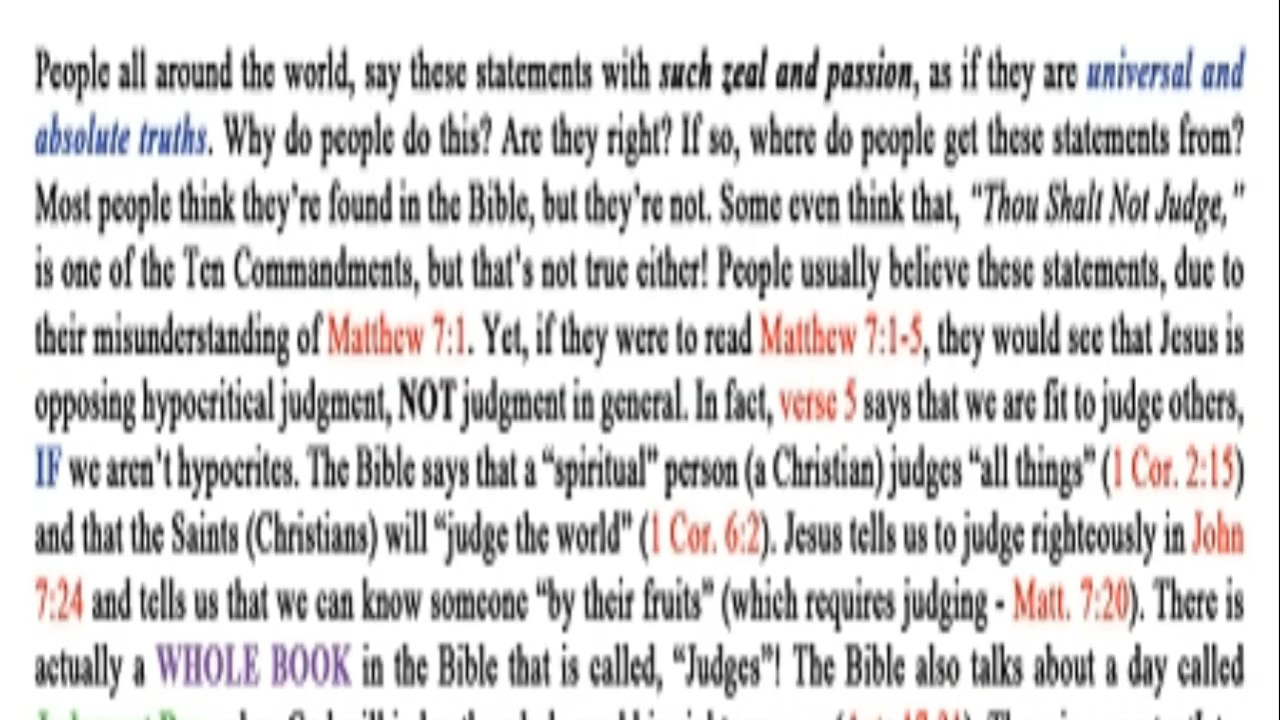 People all around the world, say these statements with such zeal and passion, as if they are universal and
absolute truths. Why do people do this? Are they right? If so, where do people get these statements from?
Most people think they're found in the Bible, but they're not. Some even think that, "Thou Shalt Not Judge,"
is one of the Ten Commandments, but that's not true either! People usually believe these statements, due to
their misunderstanding of Matthew 7:1. Yet, if they were to read Matthew 7:1-5, they would see that Jesus is
opposing hypocritical judgment, NOT judgment in general. In fact, verse 5 says that we are fit to judge others,
IF we aren't hypocrites. The Bible says that a "spiritual" person (a Christian) judges "all things" (1 Cor. 2:15)
and that the Saints (Christians) will "judge the world" (1 Cor. 6:2). Jesus tells us to judge righteously in John
7:24 and tells us that we can know someone "by their fruits" (which requires judging - Matt. 7:20). There is
actually a WHOLE BOOK in the Bible that is called, "Judges"! The Bible also talks about a day called